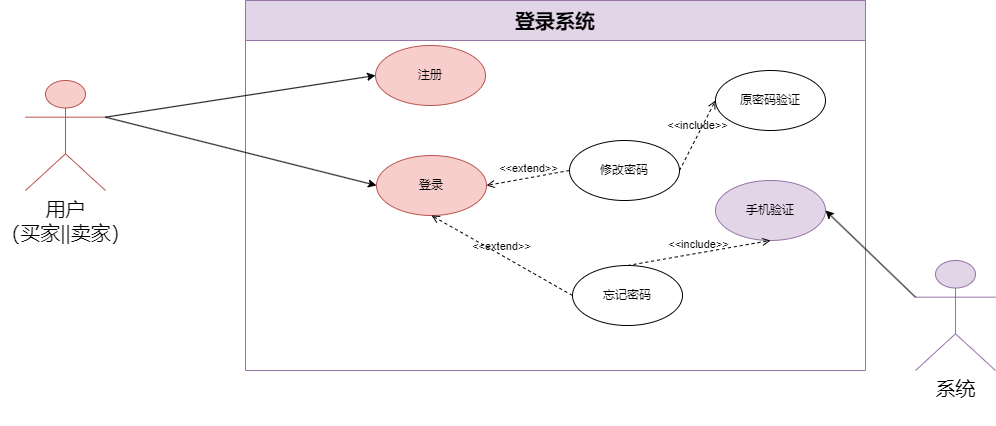 登录系统
注册
原密码验证
<<include>>
修改密码
<<extend>>
登录
手机验证
用户
（买家||卖家）
<<extend>>
<<include>>
忘记密码
系统